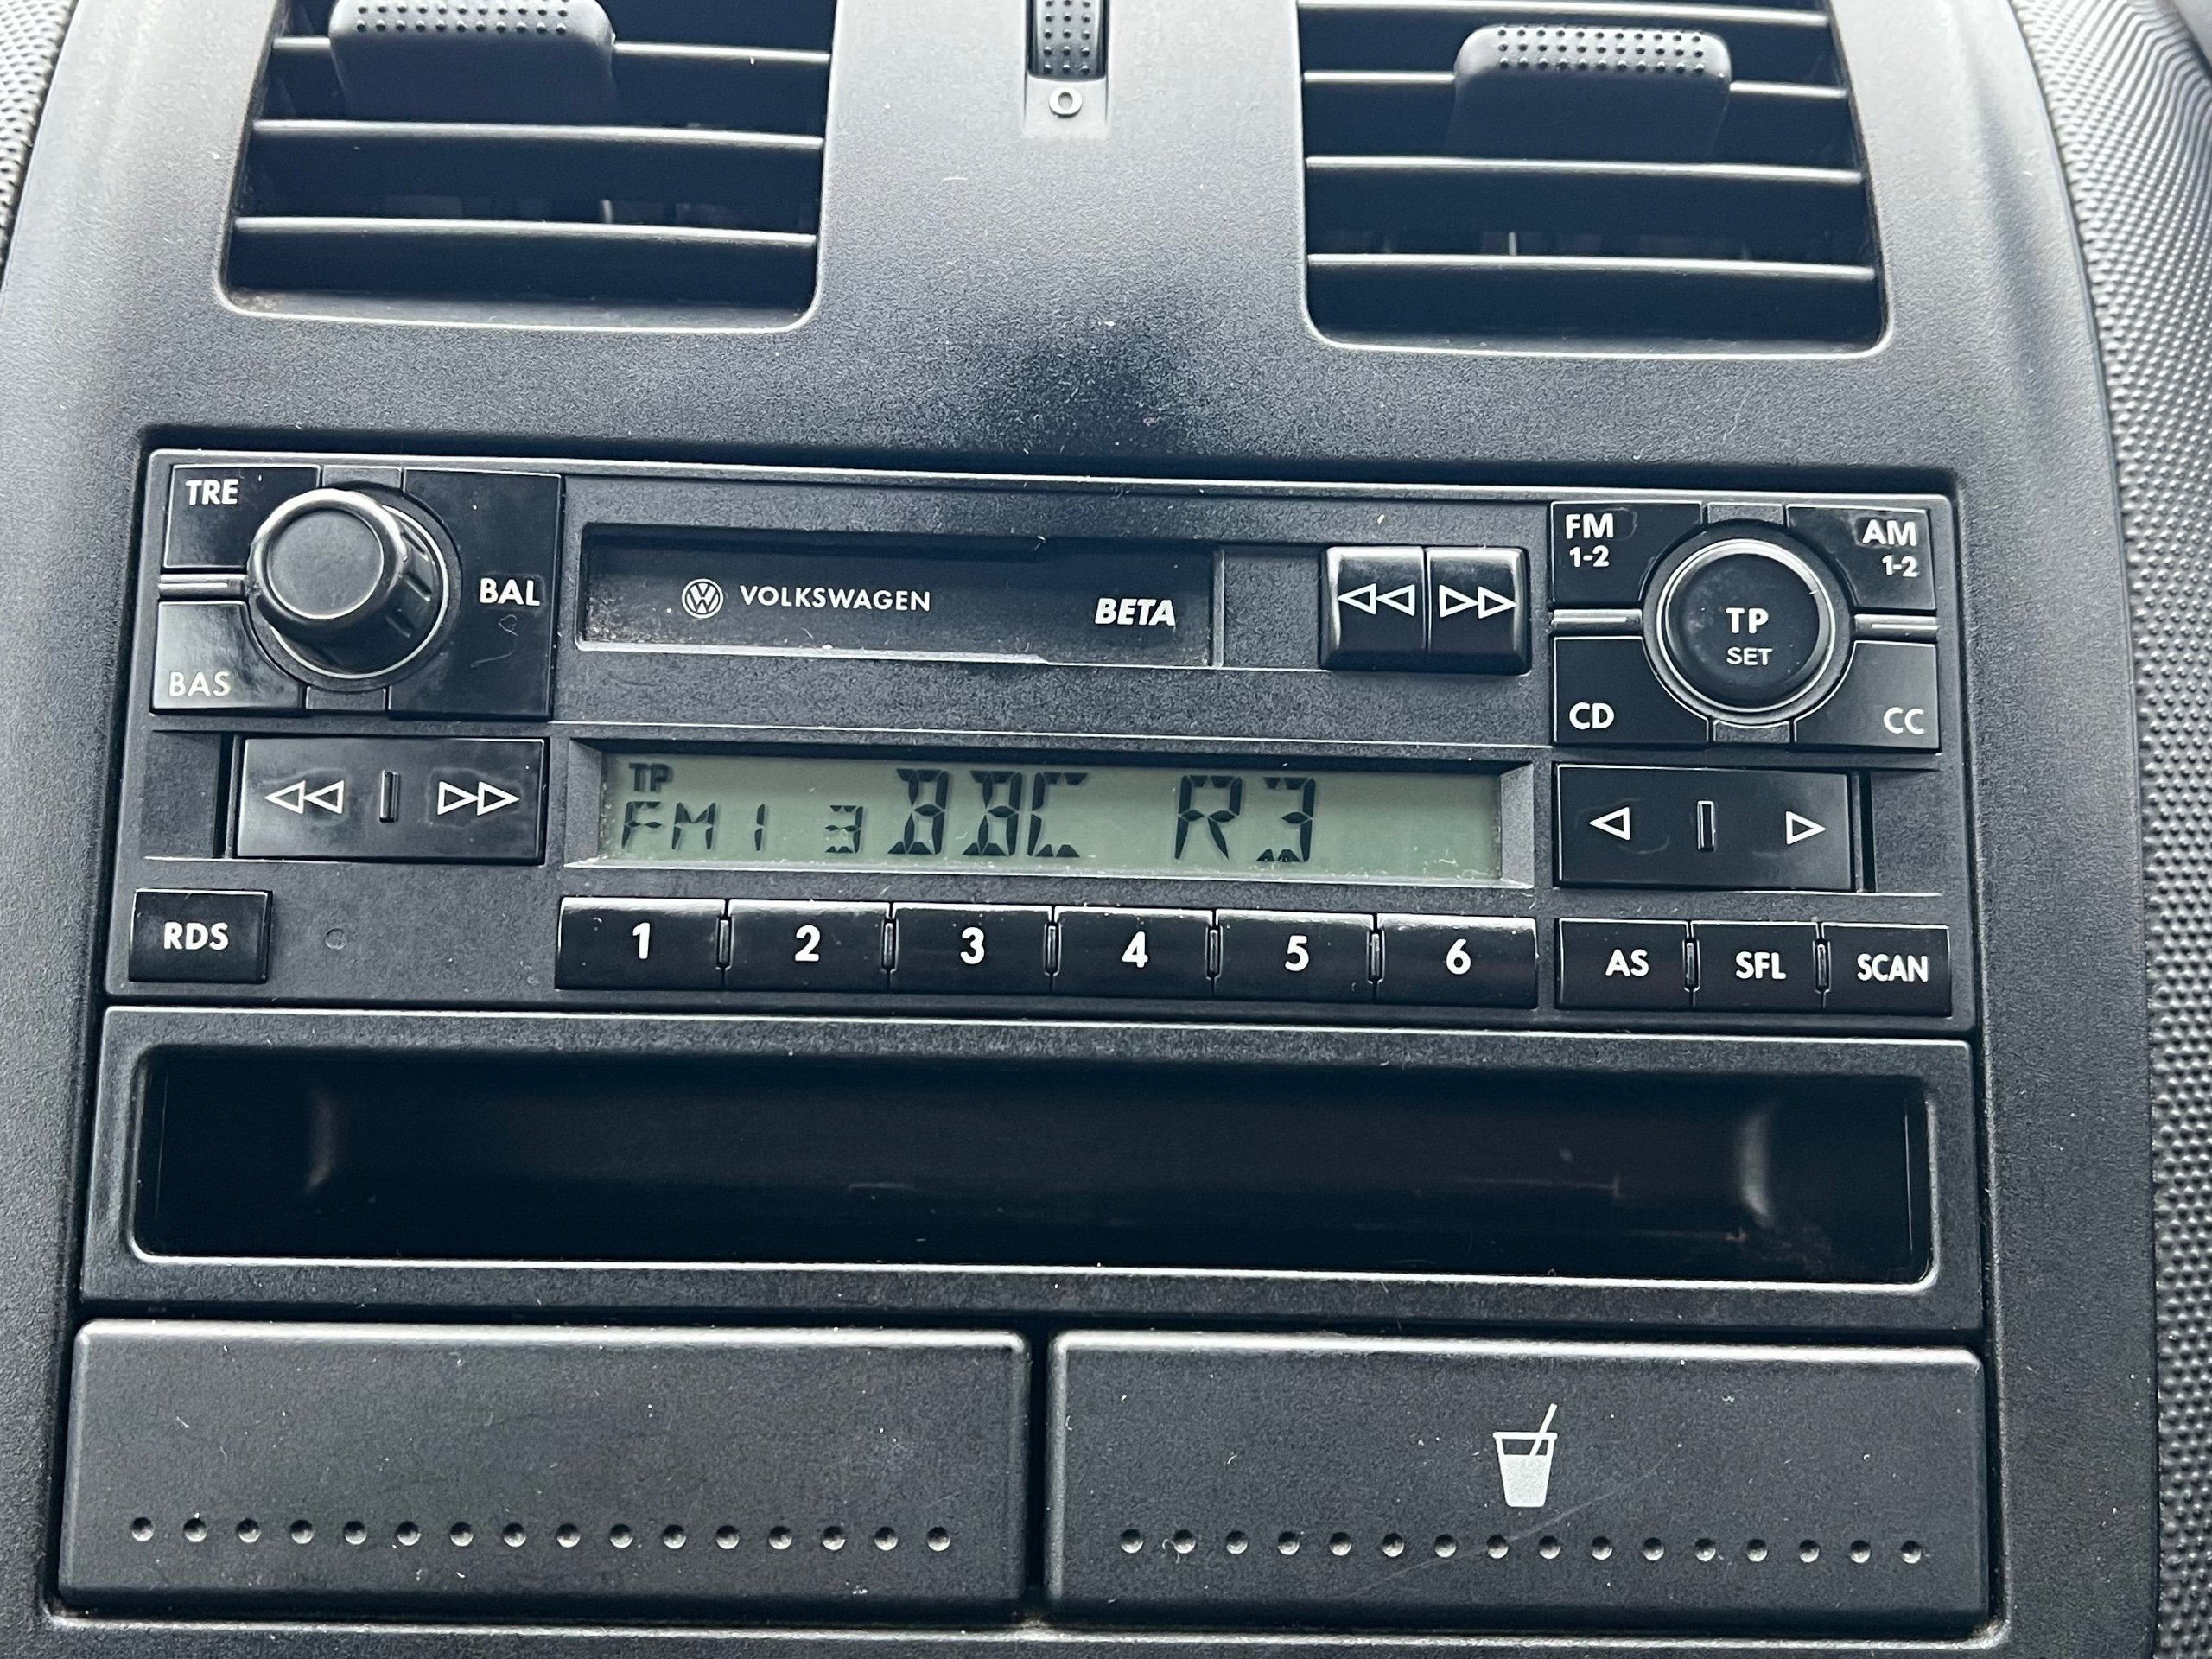 O
TRE
BAL
BAS
VOLKSWAGEN
BETA
FM
1-2
AM
1-2
TP
SET
CD
CC
TP
FM1 3 BBC R3
RDS
1 2 3 4 5 6
AS SFL SCAN